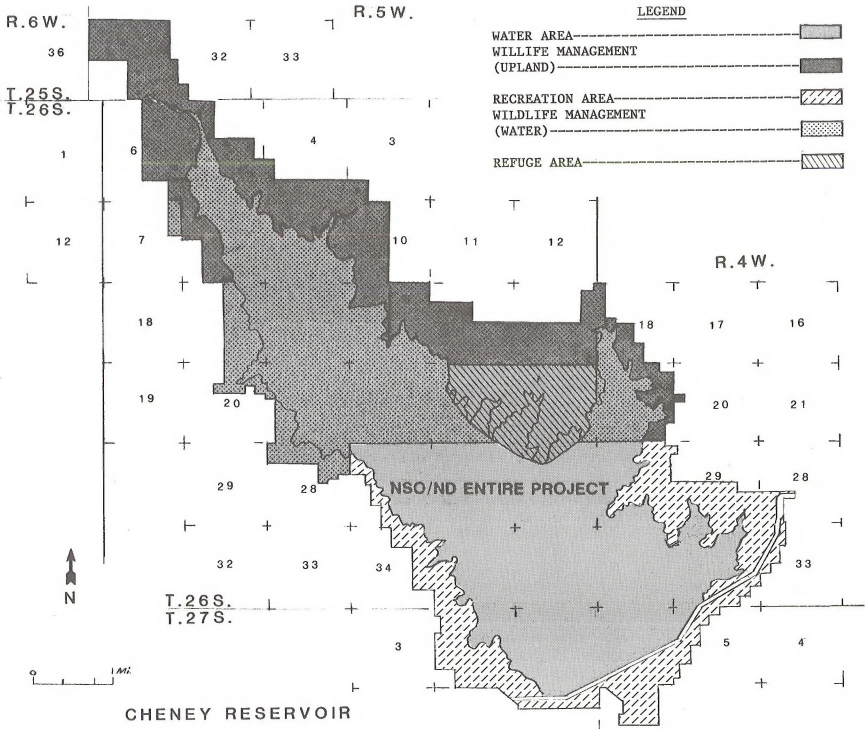 R.6W.
R.5W.
LEGEND
WATER AREA
WILLIFE MANAGEMENT
(UPLAND)
RECREATION AREA
WILDLIFE MANAGEMENT
(WATER)
REFUGE AREA
36 32 33
T.25S.
T.26S.
1 6 4 3
12 7 10 11 12
R.4W.
18 18 17 16
19 20 20 21
29 28 NSO/ND ENTIRE PROJECT 29 28
32 33 34 33
N
T.26S.
T.27S.
3 5 4
0 1 Mi.
CHENEY RESERVOIR